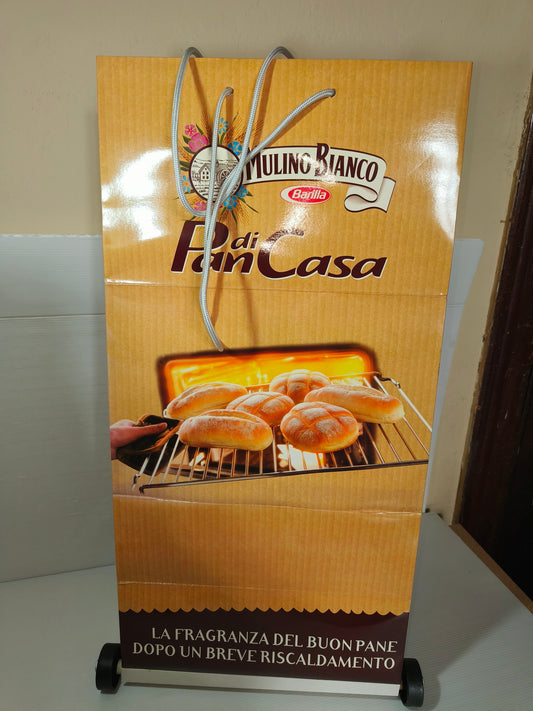 MULINO BIANCO
Barilla
Pan di Casa
LA FRAGRANZA DEL BUON PANE
DOPO UN BREVE RISCALDAMENTO